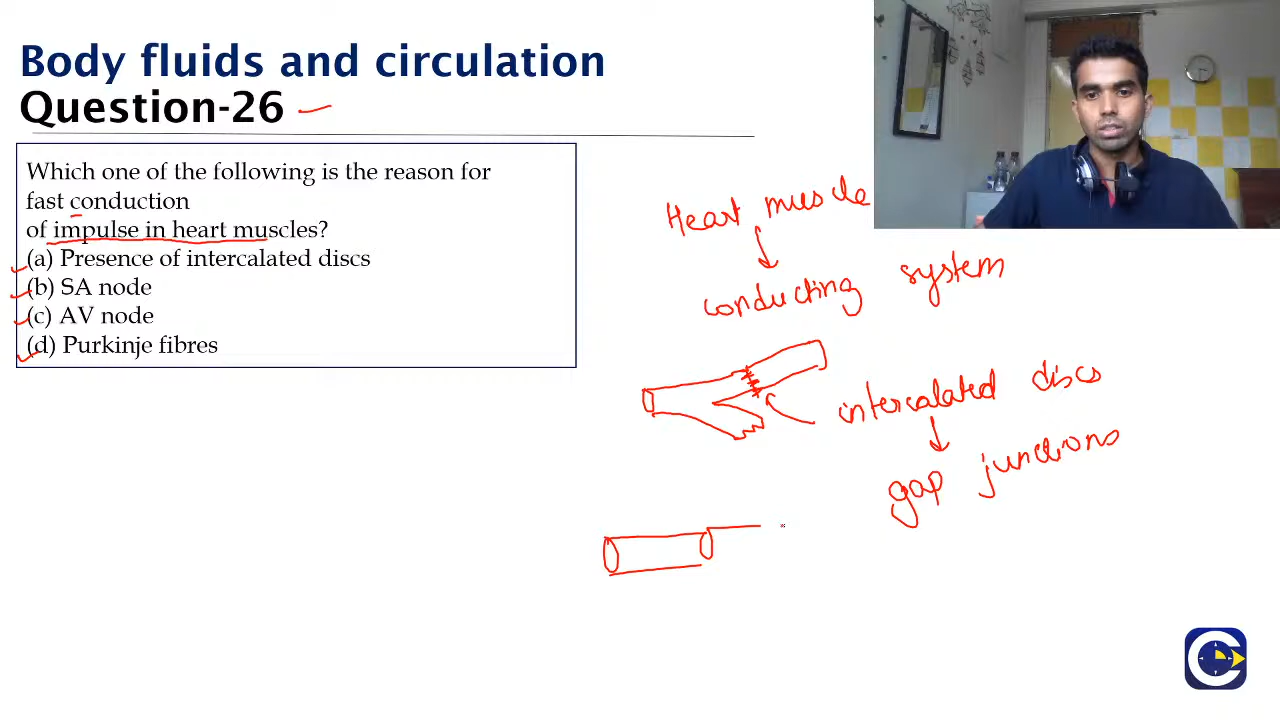 Body fluids and circulation
Question-26
Which one of the following is the reason for
fast conduction
of impulse in heart muscles?
(a) Presence of intercalated discs
(b) SA node
(c) AV node
(d) Purkinje fibres
Heart muscle
conducting system
intercalated discs
gap junctions